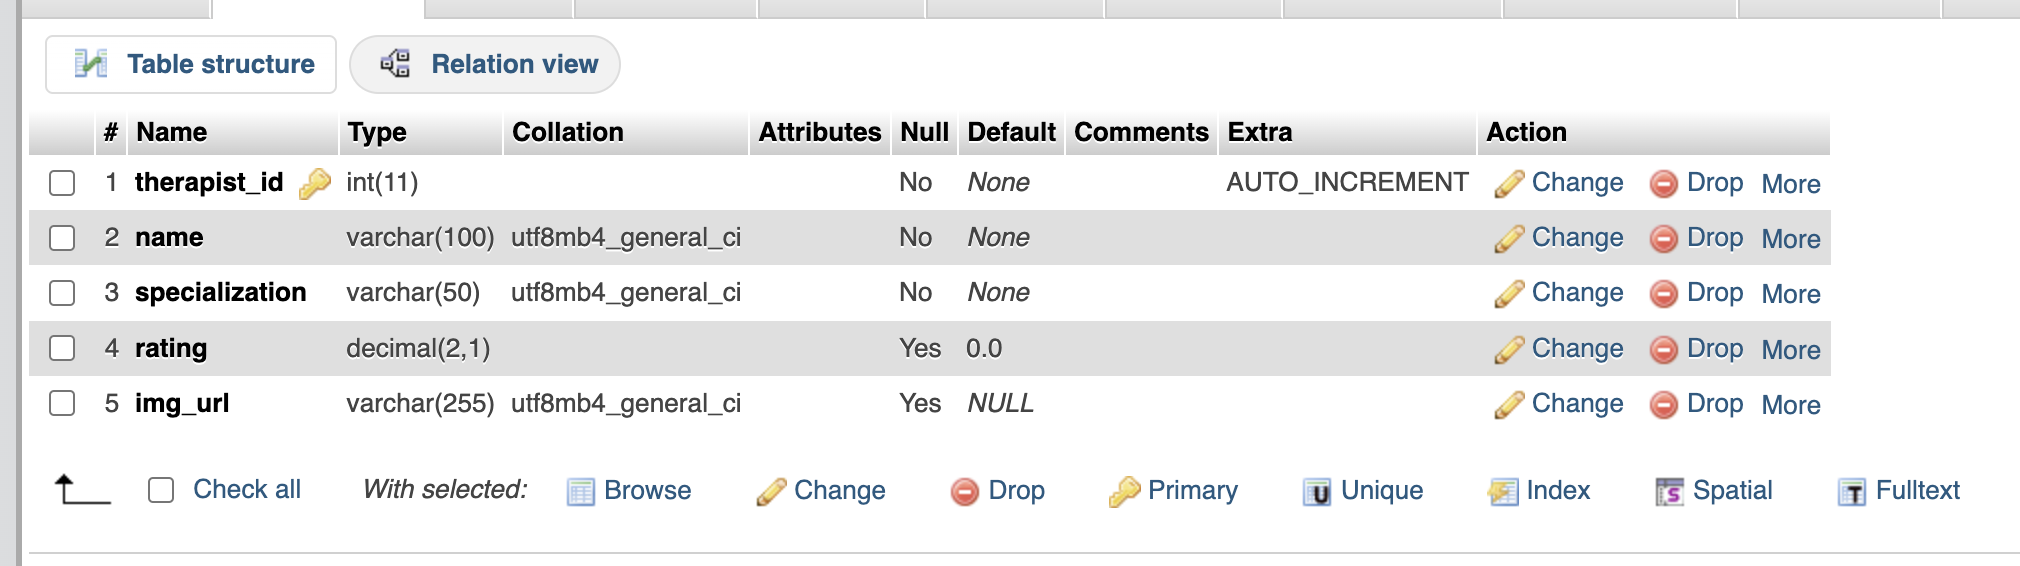 Table structure Relation view
# Name Type Collation Attributes Null Default Comments Extra Action
1 therapist_id int(11) No None AUTO_INCREMENT Change Drop More
2 name varchar(100) utf8mb4_general_ci No None Change Drop More
3 specialization varchar(50) utf8mb4_general_ci No None Change Drop More
4 rating decimal(2,1) Yes 0.0 Change Drop More
5 img_url varchar(255) utf8mb4_general_ci Yes NULL Change Drop More
Check all With selected: Browse Change Drop Primary Unique Index Spatial Fulltext